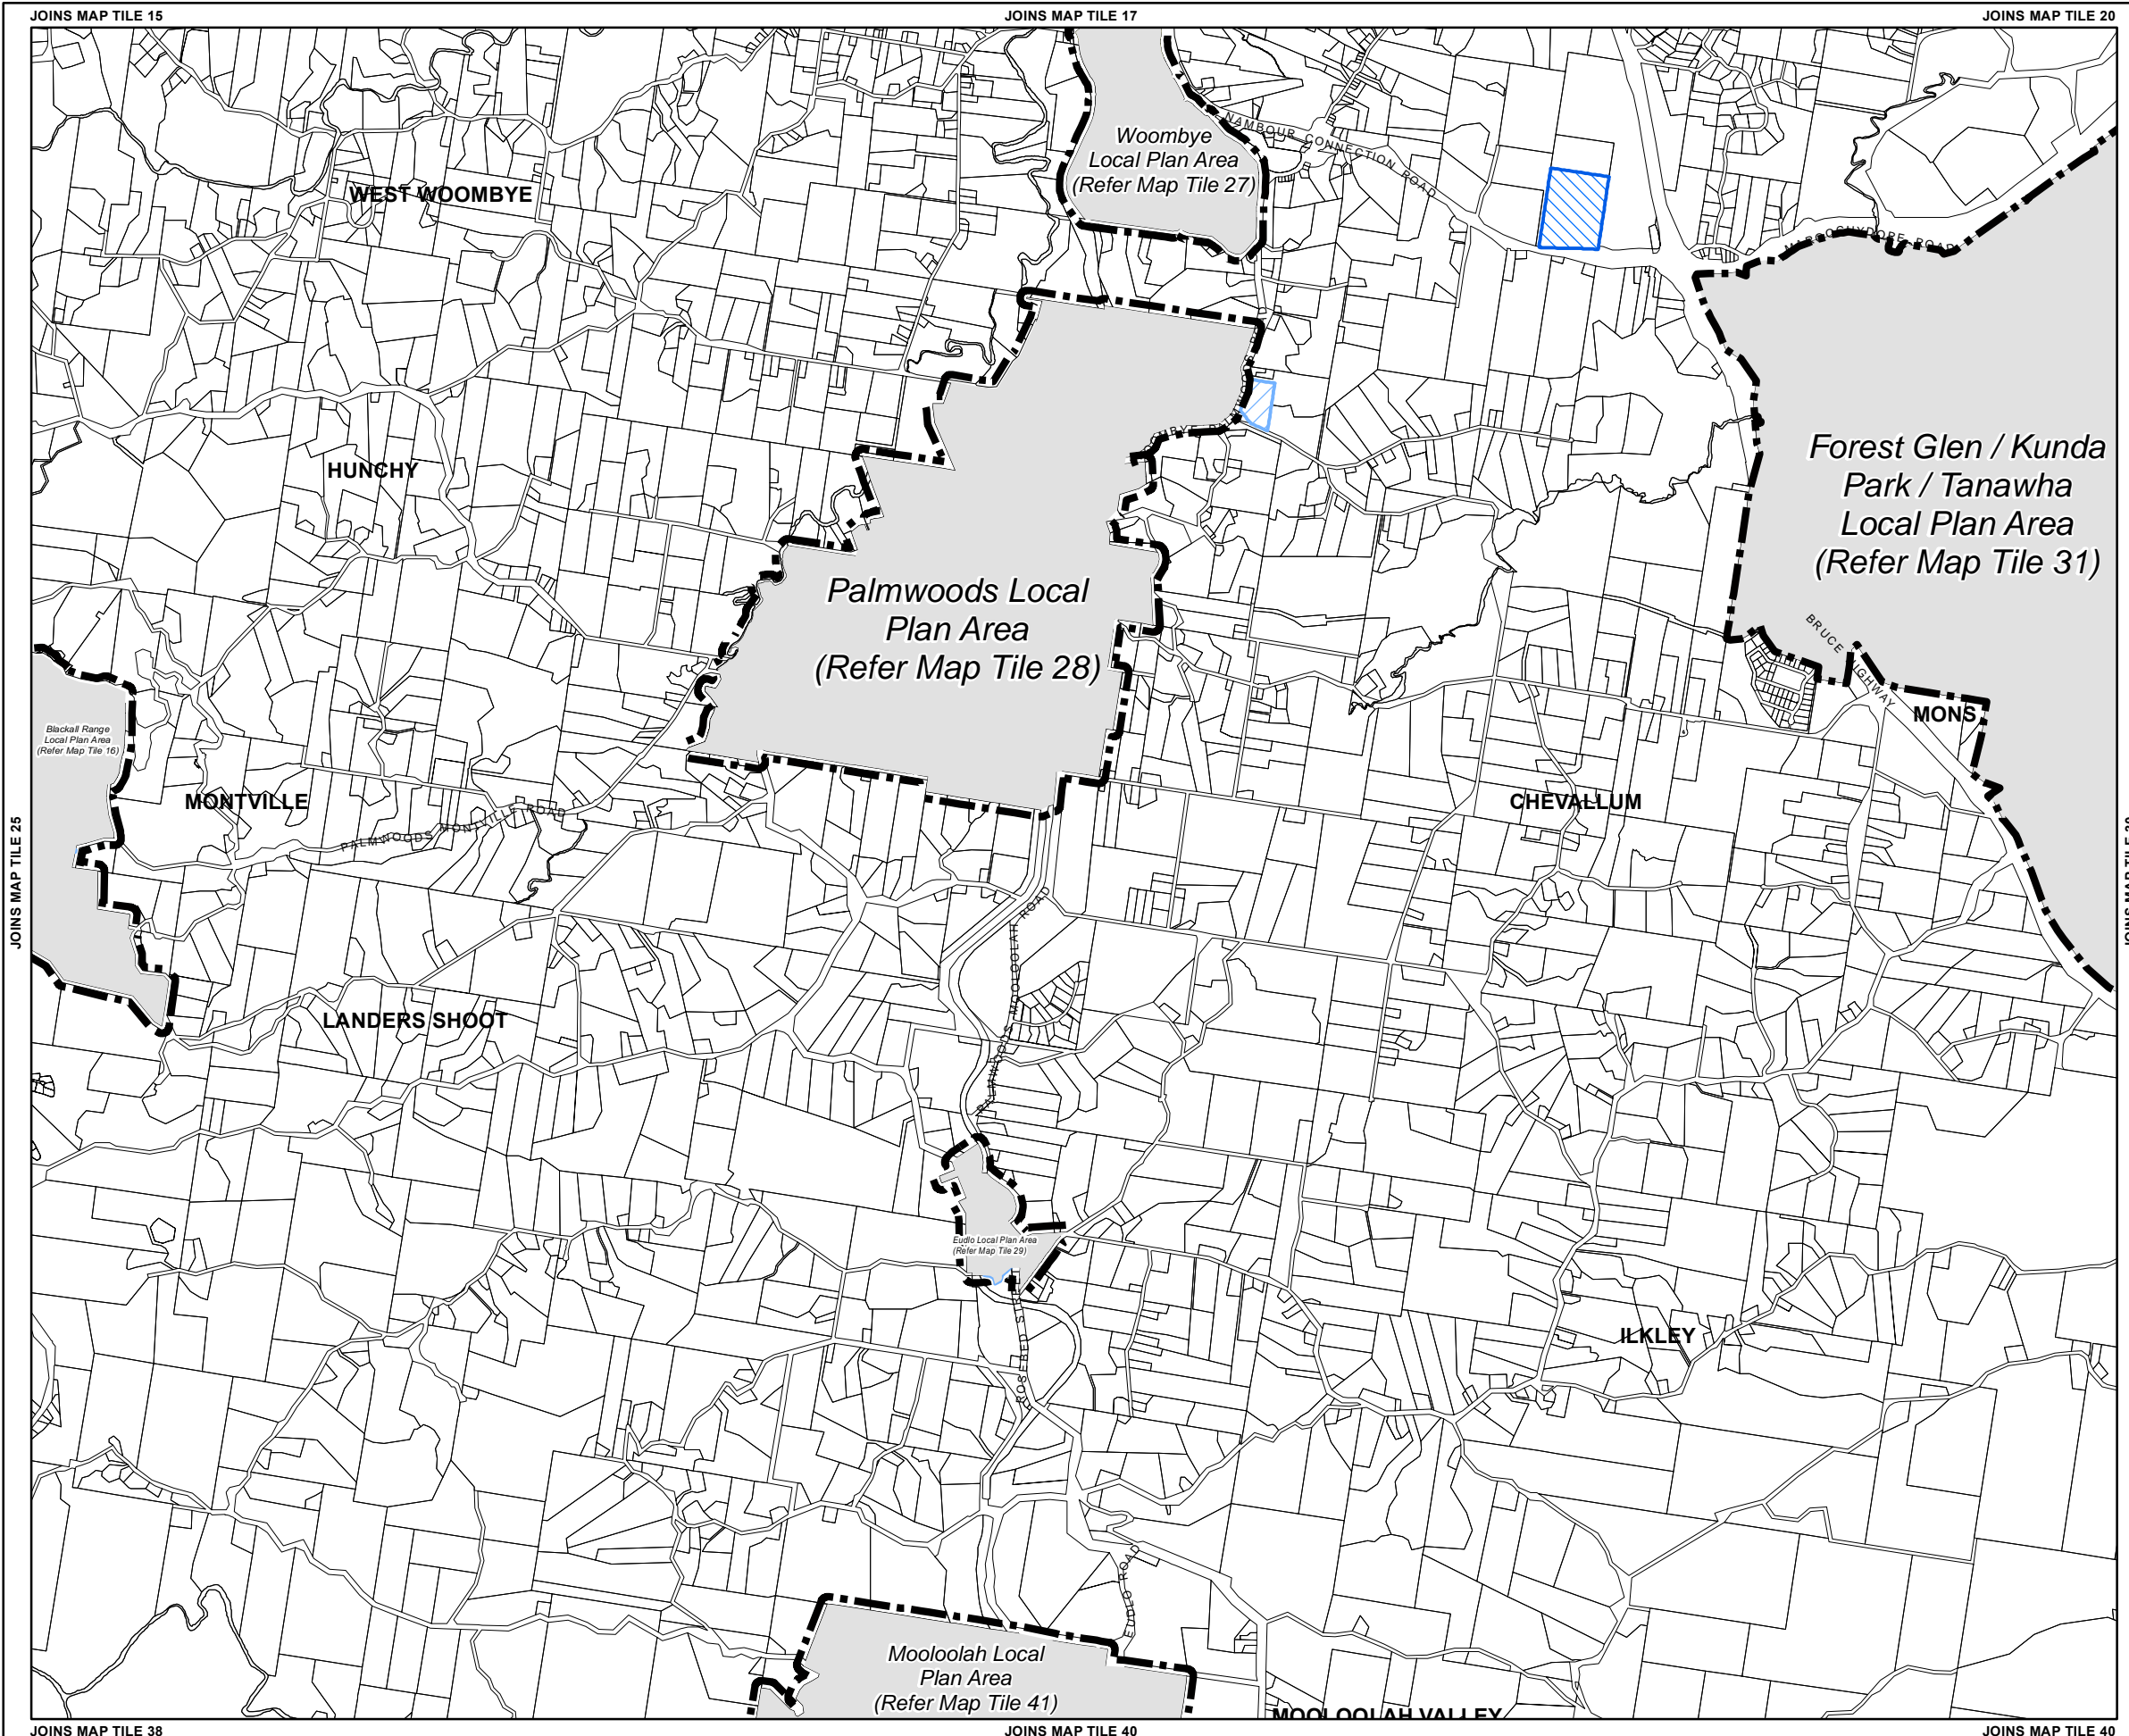 JOINS MAP TILE 15
JOINS MAP TILE 17
JOINS MAP TILE 20
Woombye
Local Plan Area
(Refer Map Tile 27)
NAMBOUR CONNECTION ROAD
WEST WOOMBYE
MAROOCHYDORE ROAD
HUNCHY
Forest Glen / Kunda
Park / Tanawha
Local Plan Area
(Refer Map Tile 31)
Palmwoods Local
Plan Area
(Refer Map Tile 28)
BRUCE HIGHWAY
MONS
Blackall Range
Local Plan Area
(Refer Map Tile 16)
MONTVILLE
PALMWOODS MONTVILLE ROAD
CHEVALLUM
JOINS MAP TILE 25
PALMWOODS MOOLOOLAH ROAD
LANDERS SHOOT
Eudlo Local Plan Area
(Refer Map Tile 29)
ROSEBED
ILKLEY
EUDLO ROAD
Mooloolah Local
Plan Area
(Refer Map Tile 41)
MOOLOOLAH VALLEY
JOINS MAP TILE 38
JOINS MAP TILE 40
JOINS MAP TILE 40